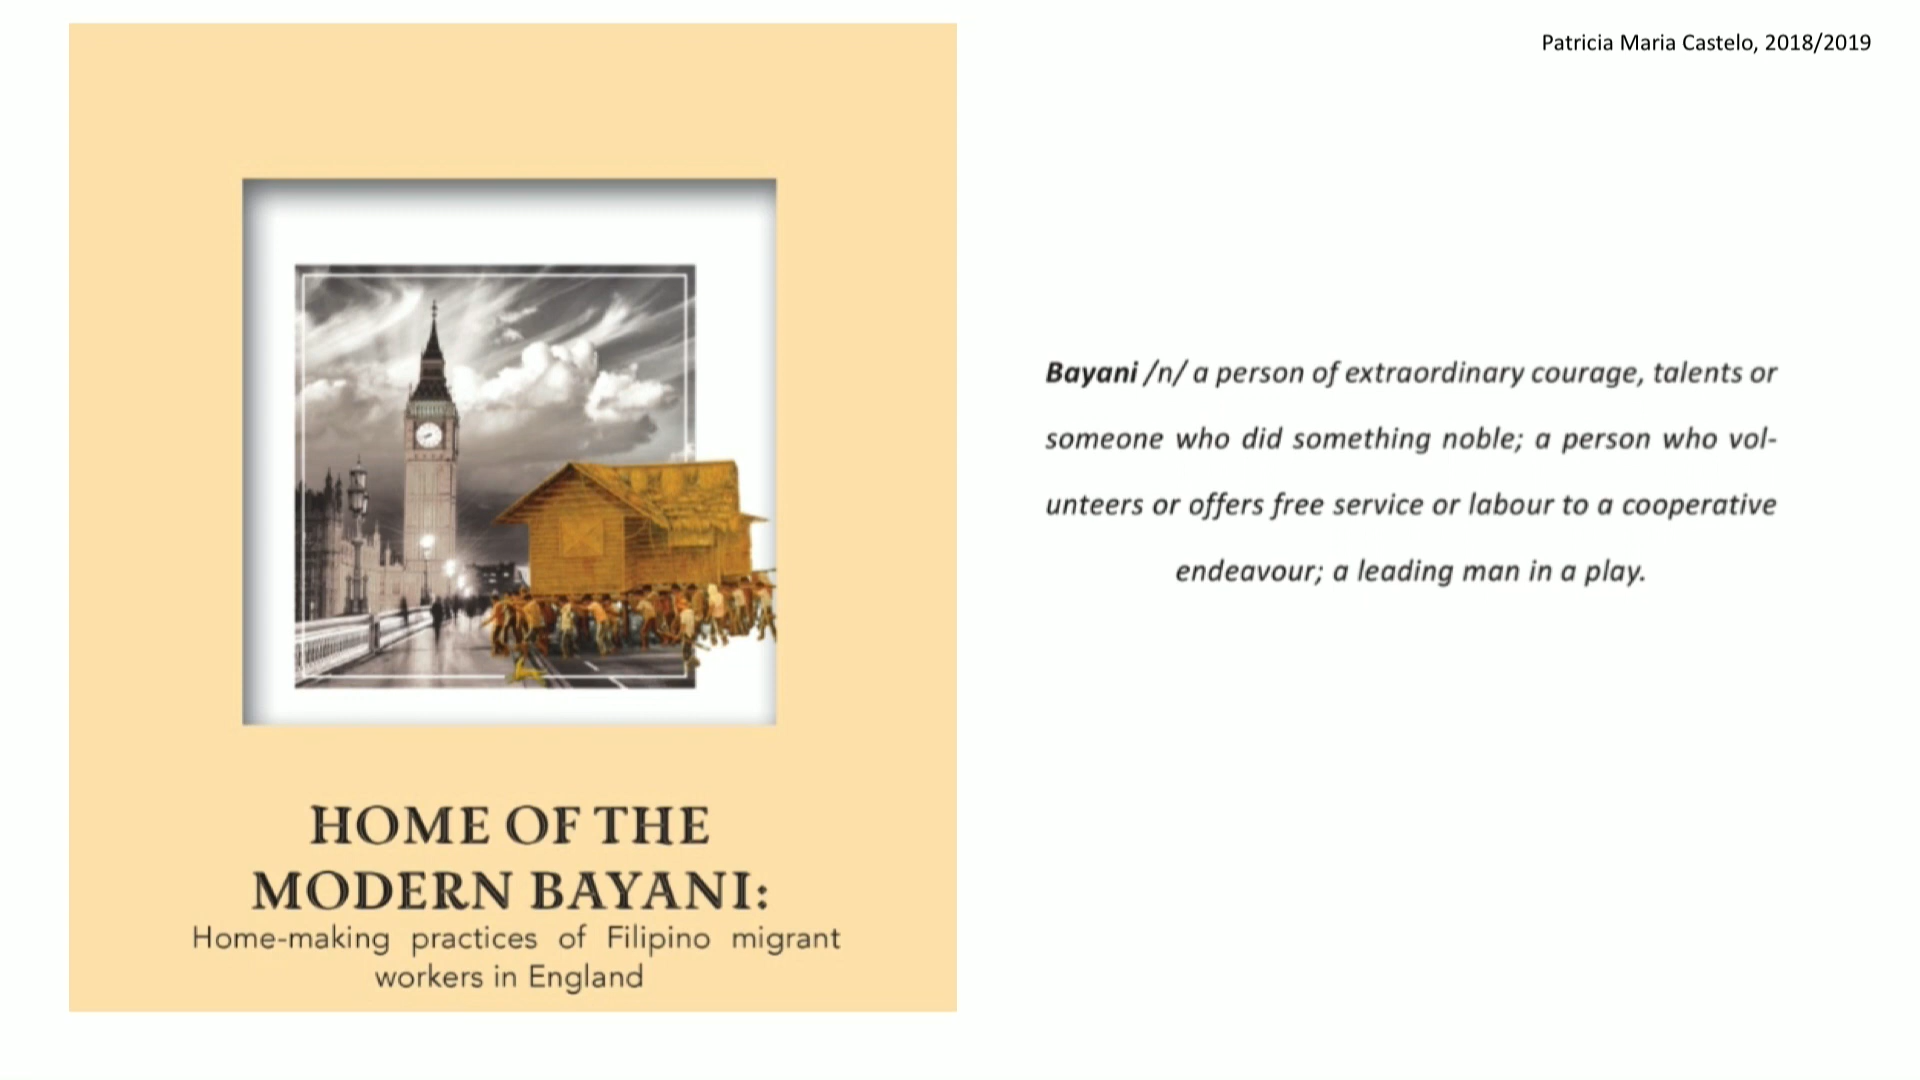 Patricia Maria Castelo, 2018/2019
HOME OF THE
MODERN BAYANI:
Home-making practices of Filipino migrant
workers in England
Bayani /n/ a person of extraordinary courage, talents or
someone who did something noble; a person who vol-
unteers or offers free service or labour to a cooperative
endeavour; a leading man in a play.